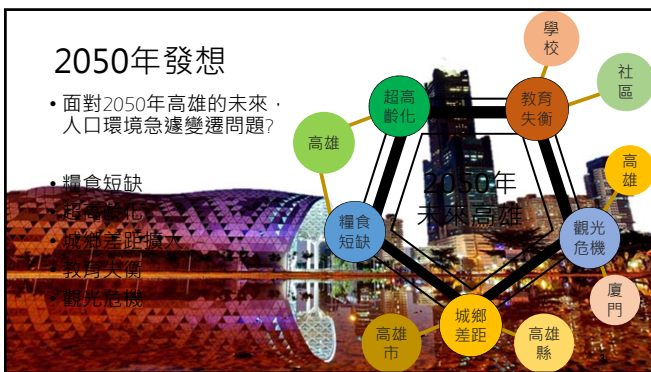 2050年發想
• 面對2050年高雄的未來，
人口環境急遽變遷問題?
• 糧食短缺
• 超高齡化
• 城鄉差距擴大
• 教育失衡
• 觀光危機
學
校
社
區
超高
齡化
教育
失衡
高雄
高
雄
2050年
未來高雄
糧食
短缺
觀光
危機
廈
門
城鄉
差距
高雄
市
高雄
縣